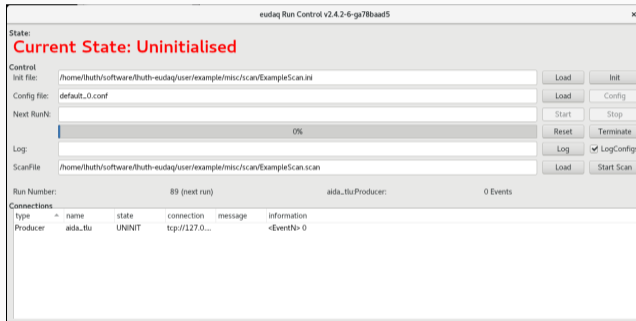 eudaq Run Control v2.4.2-6-ga78baad5 ×
State:
Current State: Uninitialised
Control
Init file: /home/lhuth/software/lhuth-eudaq/user/example/misc/scan/ExampleScan.ini Load Init
Config file: default_0.conf Load Config
Next RunN: Start Stop
0% Reset Terminate
Log: Log LogConfigs
ScanFile /home/lhuth/software/lhuth-eudaq/user/example/misc/scan/ExampleScan.scan Load Start Scan
Run Number: 89 (next run) aida_tlu:Producer: 0 Events
Connections
type name state connection message information
Producer aida_tlu UNINIT tcp://127.0... <EventN> 0